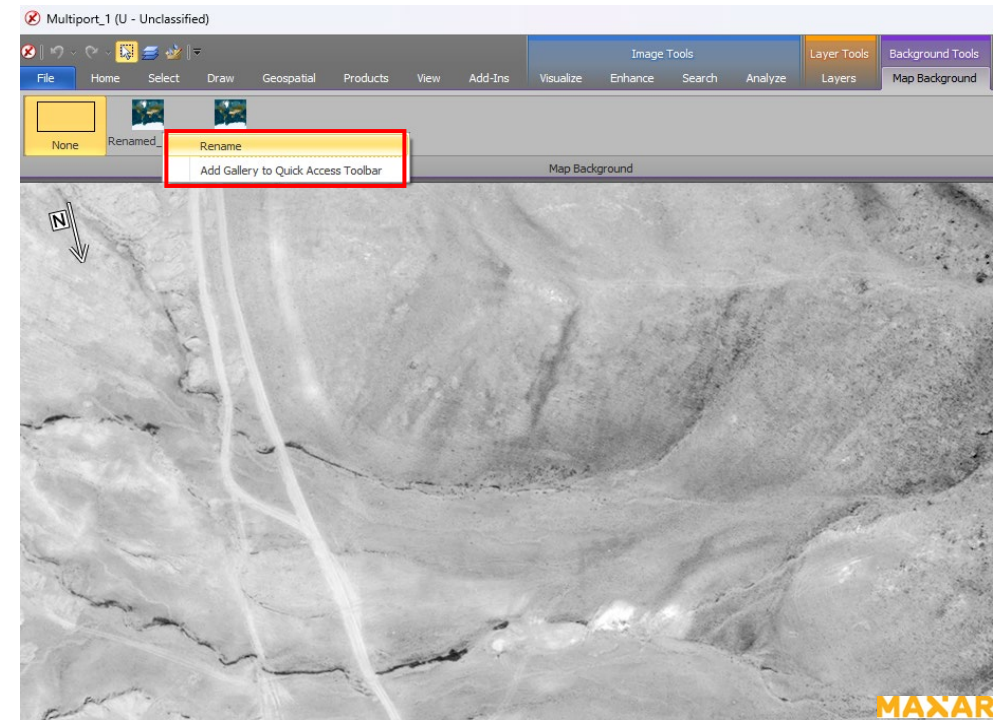 Multiport_1 (U - Unclassified)
Image Tools Layer Tools Background Tools
File Home Select Draw Geospatial Products View Add-Ins Visualize Enhance Search Analyze Layers Map Background
None Renamed_
Rename
Add Gallery to Quick Access Toolbar
Map Background
N
MAXAR